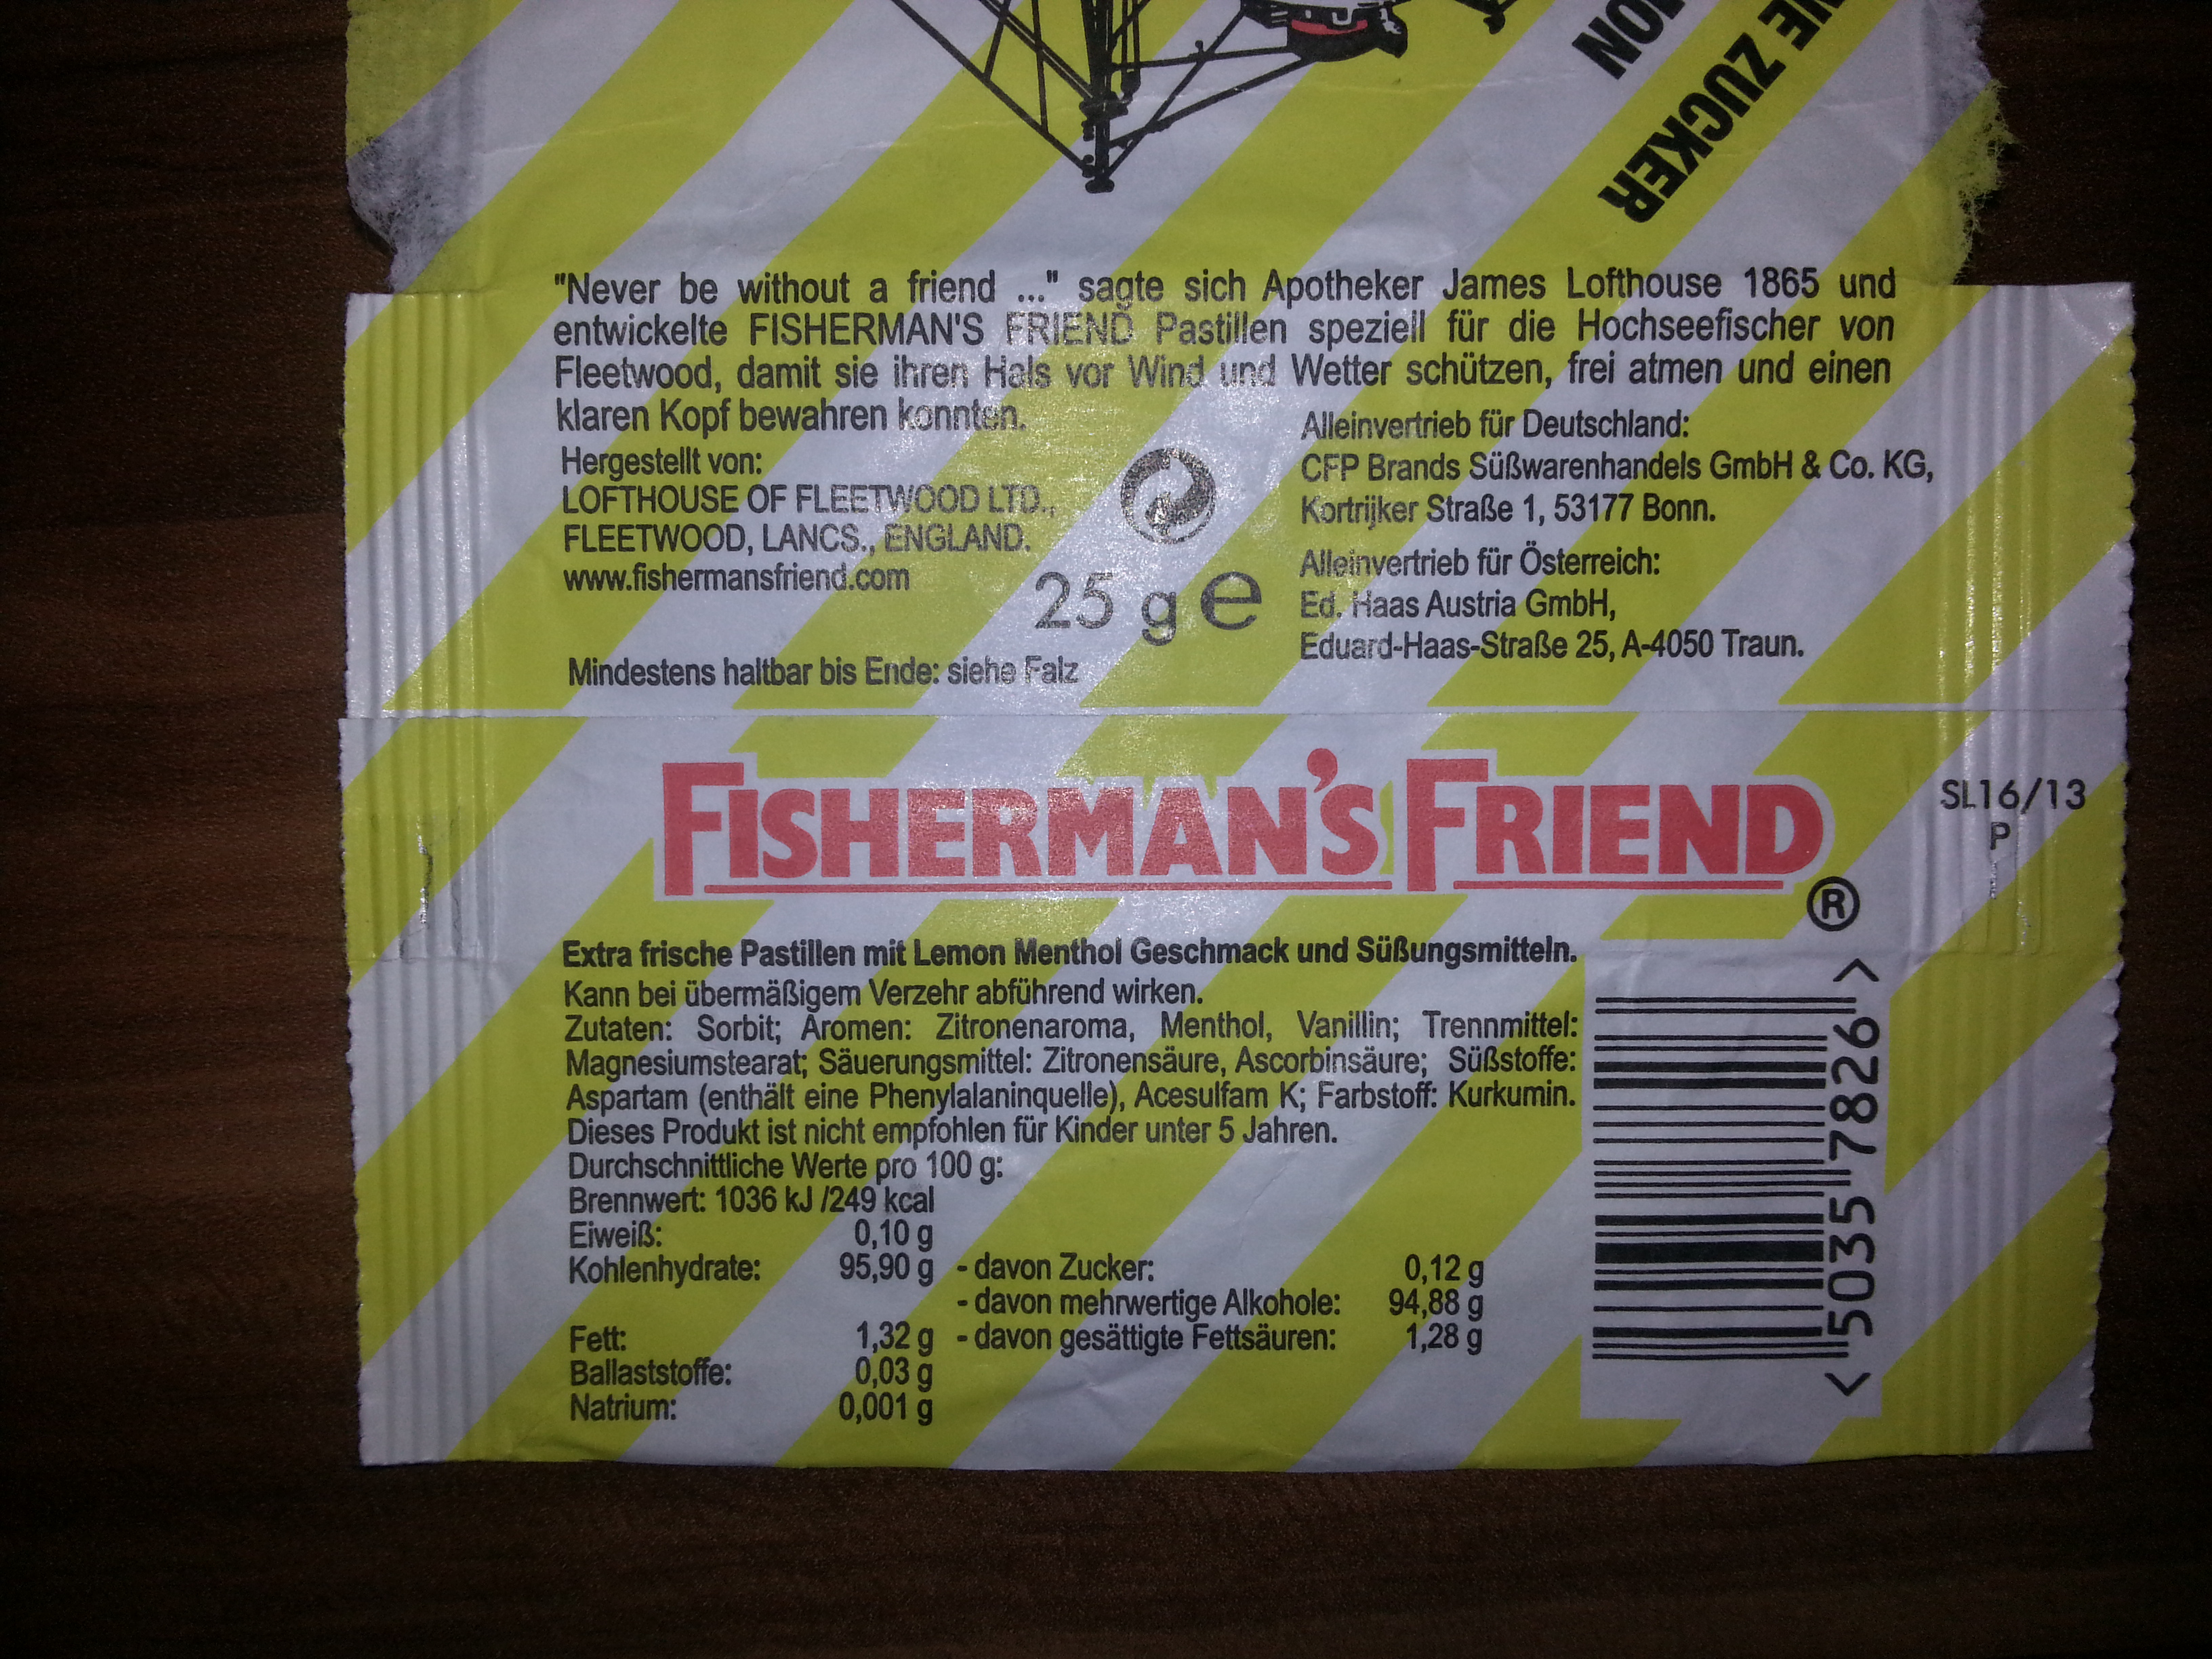 NE ZUCKER
MON
"Never be without a friend ..." sagte sich Apotheker James Lofthouse 1865 und
entwickelte FISHERMAN'S FRIEND Pastillen speziell für die Hochseefischer von
Fleetwood, damit sie ihren Hals vor Wind und Wetter schützen, frei atmen und einen
klaren Kopf bewahren konnten.
Hergestellt von:
LOFTHOUSE OF FLEETWOOD LTD.,
FLEETWOOD, LANCS., ENGLAND.
www.fishermansfriend.com
25 g e
Alleinvertrieb für Deutschland:
CFP Brands Süßwarenhandels GmbH & Co. KG,
Kortrijker Straße 1, 53177 Bonn.
Alleinvertrieb für Österreich:
Ed. Haas Austria GmbH,
Eduard-Haas-Straße 25, A-4050 Traun.
Mindestens haltbar bis Ende: siehe Falz
FISHERMAN'S FRIEND®
SL16/13
P
Extra frische Pastillen mit Lemon Menthol Geschmack und Süßungsmitteln.
Kann bei übermäßigem Verzehr abführend wirken.
Zutaten: Sorbit; Aromen: Zitronenaroma, Menthol, Vanillin; Trennmittel:
Magnesiumstearat; Säuerungsmittel: Zitronensäure, Ascorbinsäure; Süßstoffe:
Aspartam (enthält eine Phenylalaninquelle), Acesulfam K; Farbstoff: Kurkumin.
Dieses Produkt ist nicht empfohlen für Kinder unter 5 Jahren.
Durchschnittliche Werte pro 100 g:
Brennwert: 1036 kJ /249 kcal
Eiweiß: 0,10 g
Kohlenhydrate: 95,90 g - davon Zucker: 0,12 g
- davon mehrwertige Alkohole: 94,88 g
Fett: 1,32 g - davon gesättigte Fettsäuren: 1,28 g
Ballaststoffe: 0,03 g
Natrium: 0,001 g
<5035 7826>